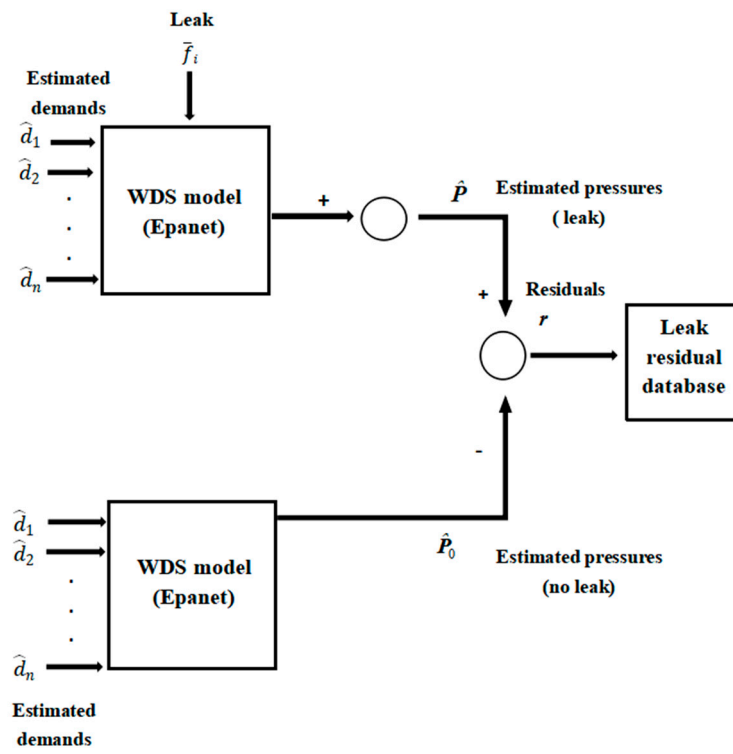 Leak
f̄ᵢ
Estimated
demands
d̂₁
d̂₂
.
.
.
d̂ₙ
WDS model
(Epanet)
+
P̂
Estimated pressures
( leak)
+
Residuals
r
Leak
residual
database
-
d̂₁
d̂₂
.
.
.
d̂ₙ
WDS model
(Epanet)
P̂₀
Estimated pressures
(no leak)
Estimated
demands